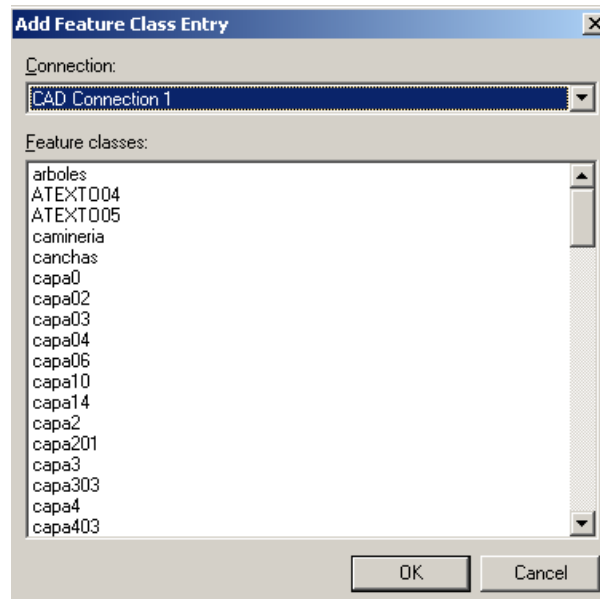 Add Feature Class Entry
Connection:
CAD Connection 1
Feature classes:
arboles
ATEXTO04
ATEXTO05
camineria
canchas
capa0
capa02
capa03
capa04
capa06
capa10
capa14
capa2
capa201
capa3
capa303
capa4
capa403
OK Cancel